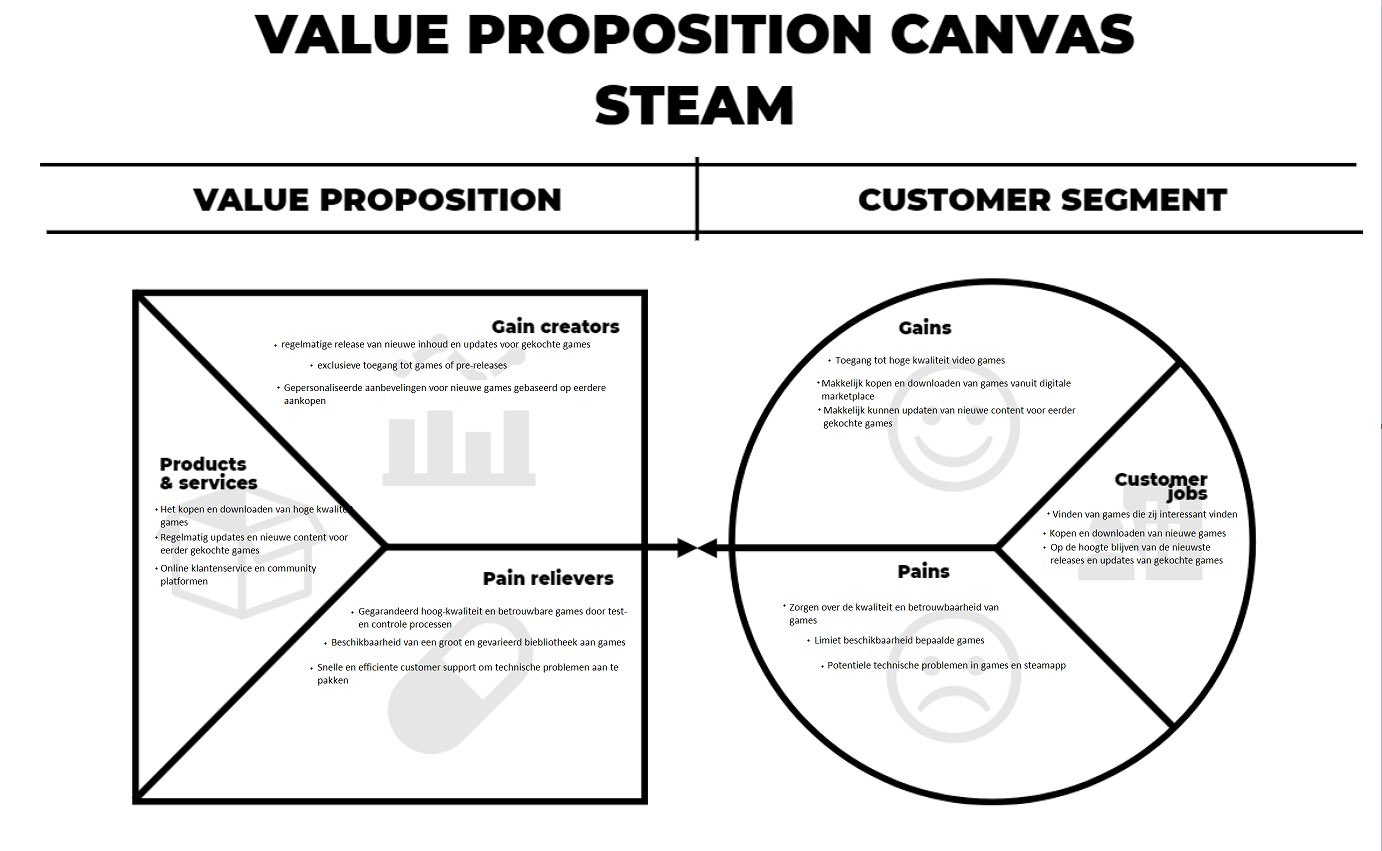 VALUE PROPOSITION CANVAS
STEAM
VALUE PROPOSITION
CUSTOMER SEGMENT
Gain creators
• regelmatige release van nieuwe inhoud en updates voor gekochte games
• exclusieve toegang tot games of pre-releases
• Gepersonaliseerde aanbevelingen voor nieuwe games gebaseerd op eerdere
aankopen
Products
& services
• Het kopen en downloaden van hoge kwaliteit
games
• Regelmatig updates en nieuwe content voor
eerder gekochte games
• Online klantenservice en community
platformen
Pain relievers
• Gegarandeerd hoog-kwaliteit en betrouwbare games door test-
en controle processen
• Beschikbaarheid van een groot en gevarieerd biebliotheek aan games
• Snelle en efficiente customer support om technische problemen aan te
pakken
Gains
• Toegang tot hoge kwaliteit video games
• Makkelijk kopen en downloaden van games vanuit digitale
marketplace
• Makkelijk kunnen updaten van nieuwe content voor eerder
gekochte games
Customer
jobs
• Vinden van games die zij interessant vinden
• Kopen en downloaden van nieuwe games
• Op de hoogte blijven van de nieuwste
releases en updates van gekochte games
Pains
• Zorgen over de kwaliteit en betrouwbaarheid van
games
• Limiet beschikbaarheid bepaalde games
• Potentiele technische problemen in games en steamapp